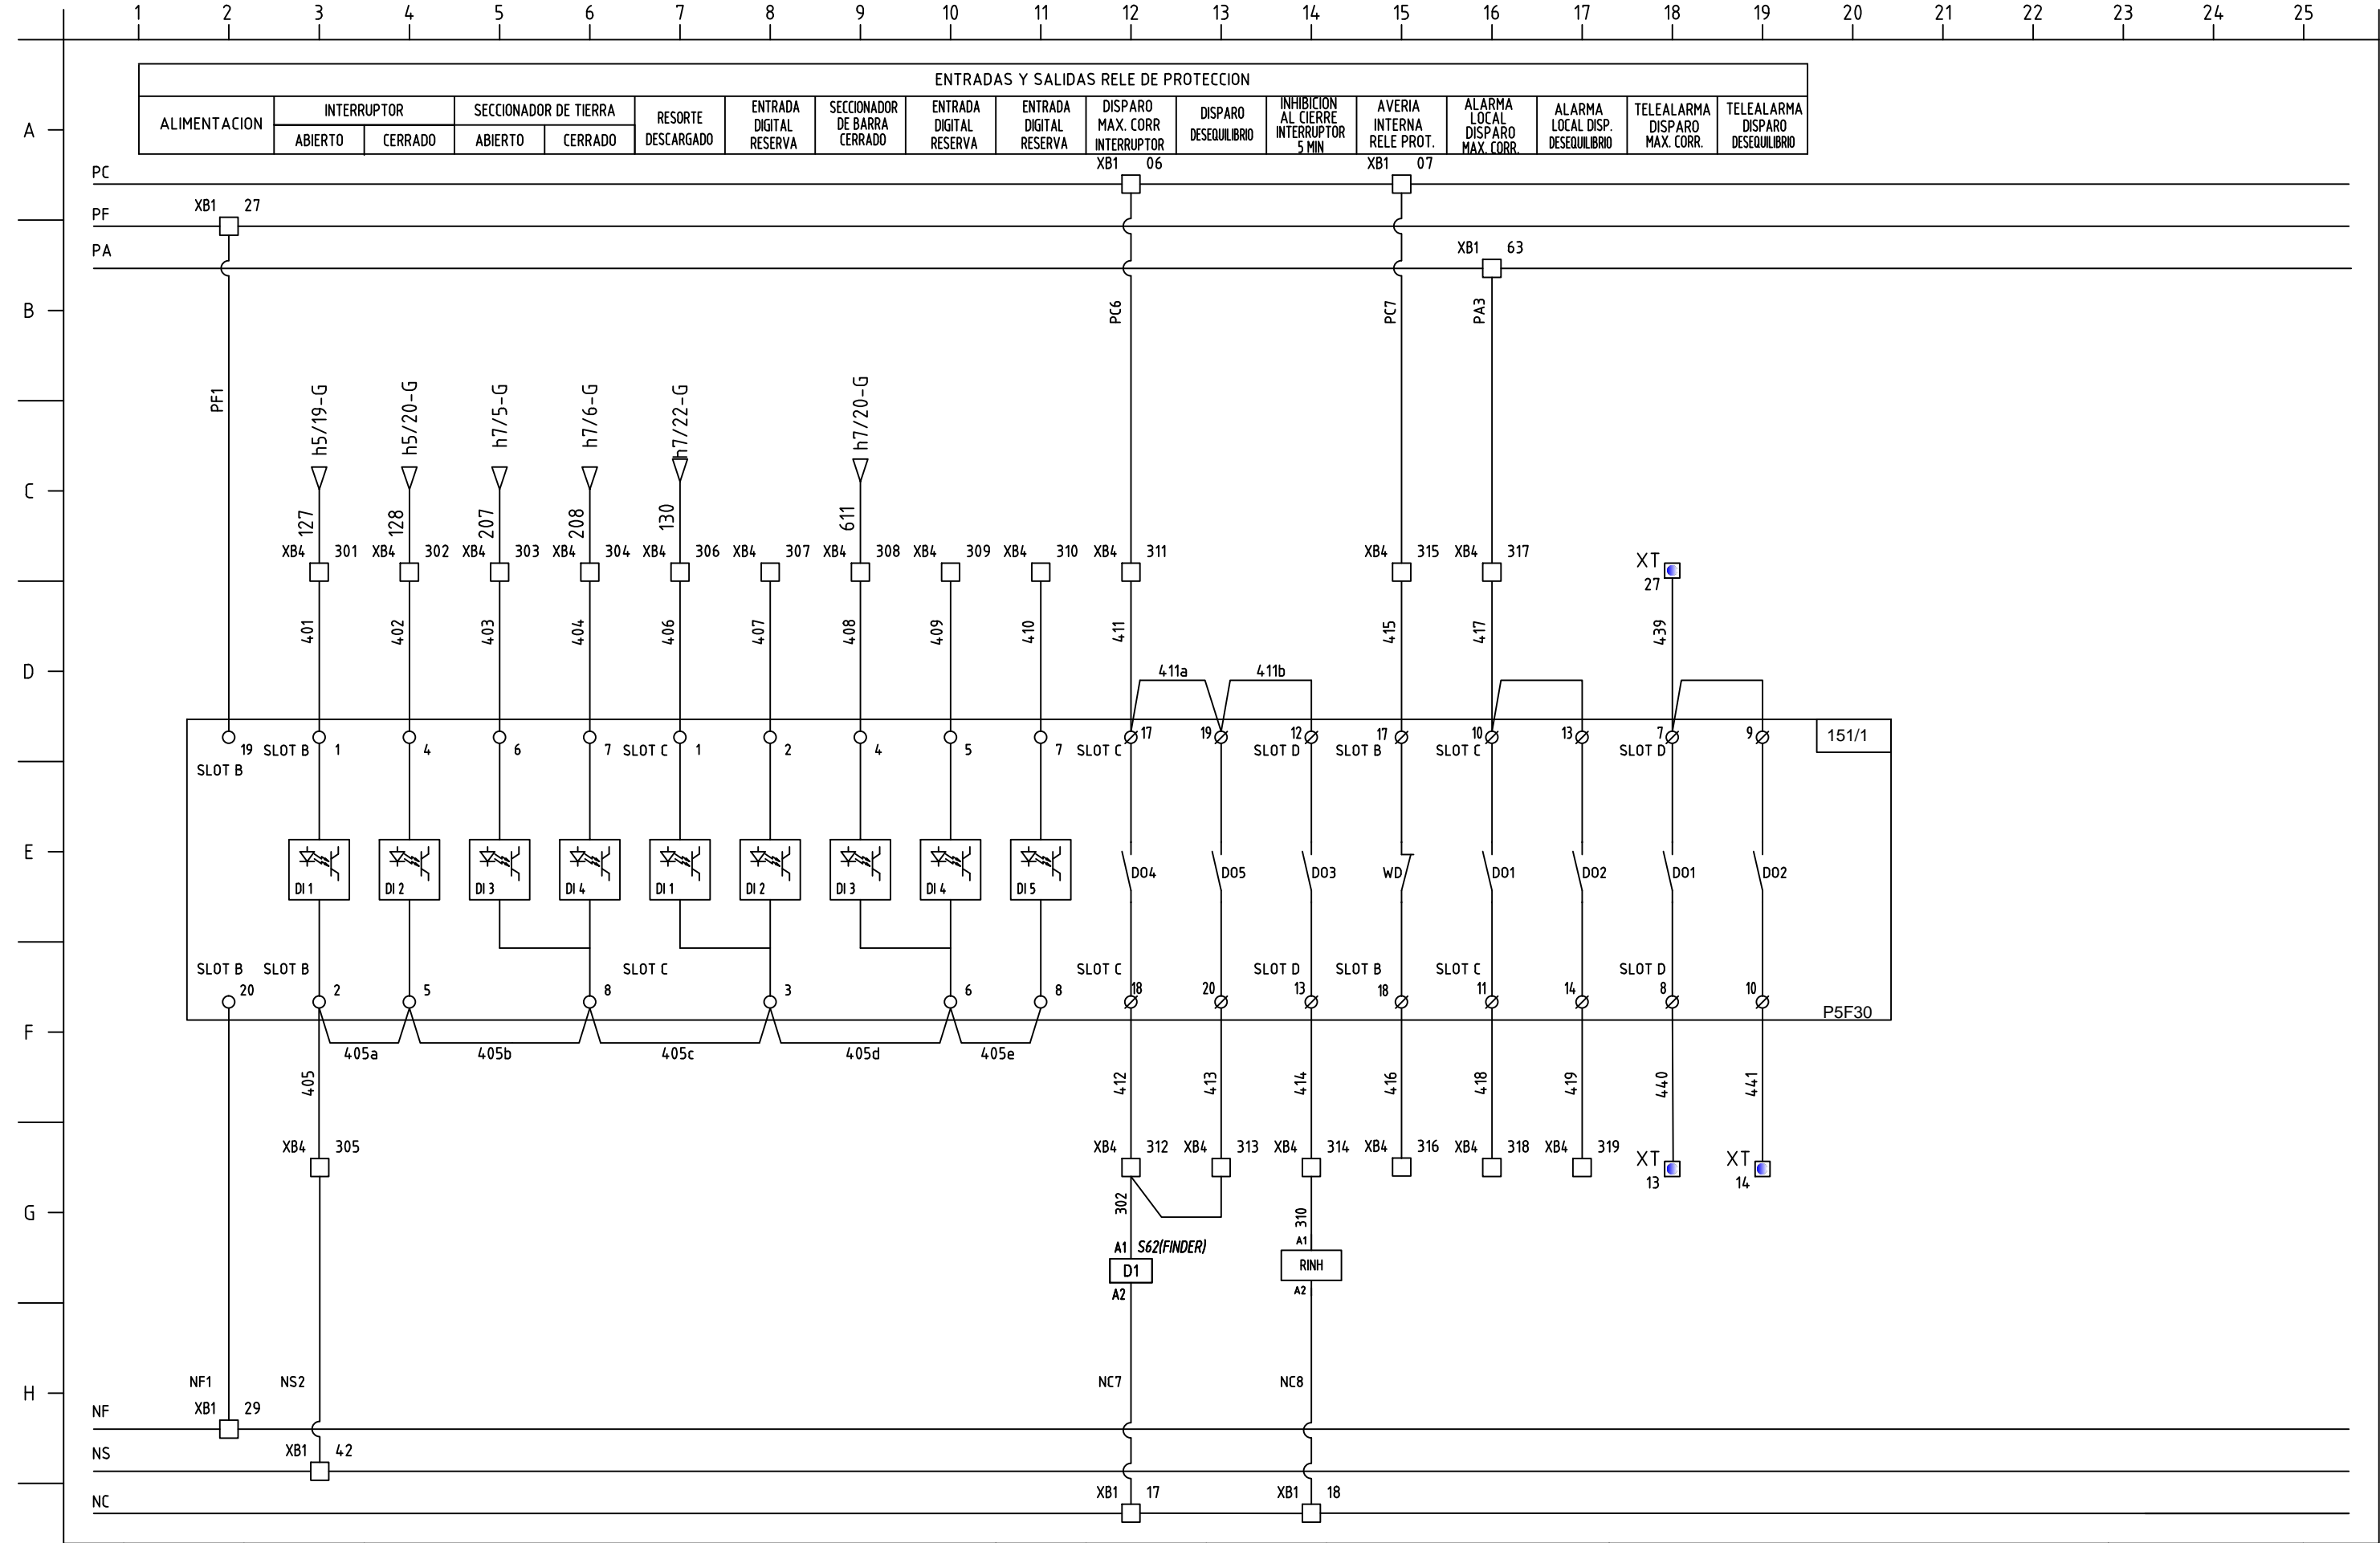 1 2 3 4 5 6 7 8 9 10 11 12 13 14 15 16 17 18 19 20 21 22 23 24 25
ENTRADAS Y SALIDAS RELE DE PROTECCION
ALIMENTACION
INTERRUPTOR
ABIERTO CERRADO
SECCIONADOR DE TIERRA
ABIERTO CERRADO
RESORTE
DESCARGADO
ENTRADA
DIGITAL
RESERVA
SECCIONADOR
DE BARRA
CERRADO
ENTRADA
DIGITAL
RESERVA
ENTRADA
DIGITAL
RESERVA
DISPARO
MAX. CORR
INTERRUPTOR
DISPARO
DESEQUILIBRIO
INHIBICION
AL CIERRE
INTERRUPTOR
5 MIN
AVERIA
INTERNA
RELE PROT.
ALARMA
LOCAL
DISPARO
MAX. CORR.
ALARMA
LOCAL DISP.
DESEQUILIBRIO
TELEALARMA
DISPARO
MAX. CORR.
TELEALARMA
DISPARO
DESEQUILIBRIO
A
PC XB1 06 XB1 07
PF XB1 27
PA XB1 63
B
PC6 PC7 PA3
PF1 h5/19-G h5/20-G h7/5-G h7/6-G h7/22-G h7/20-G
C
127 128 207 208 130 611
XB4 301 XB4 302 XB4 303 XB4 304 XB4 306 XB4 307 XB4 308 XB4 309 XB4 310 XB4 311 XB4 315 XB4 317 XT 27
401 402 403 404 406 407 408 409 410 411 415 417 439
D
411a 411b
19 1 4 6 7 1 2 4 5 7 17 19 12 17 10 13 7 9 151/1
SLOT B SLOT B SLOT C SLOT C SLOT D SLOT B SLOT C SLOT D
E
DI 1 DI 2 DI 3 DI 4 DI 1 DI 2 DI 3 DI 4 DI 5 DO4 DO5 DO3 WD DO1 DO2 DO1 DO2
SLOT B SLOT B SLOT C SLOT C SLOT D SLOT B SLOT C SLOT D
20 2 5 8 3 6 8 18 20 13 18 11 14 8 10
P5F30
F
405a 405b 405c 405d 405e
405 412 413 414 416 418 419 440 441
XB4 305 XB4 312 XB4 313 XB4 314 XB4 316 XB4 318 XB4 319 XT 13 XT 14
G
302 310
A1 S62(FINDER) A1
D1 RINH
A2 A2
H
NF1 NS2 NC7 NC8
NF XB1 29
NS XB1 42
NC XB1 17 XB1 18